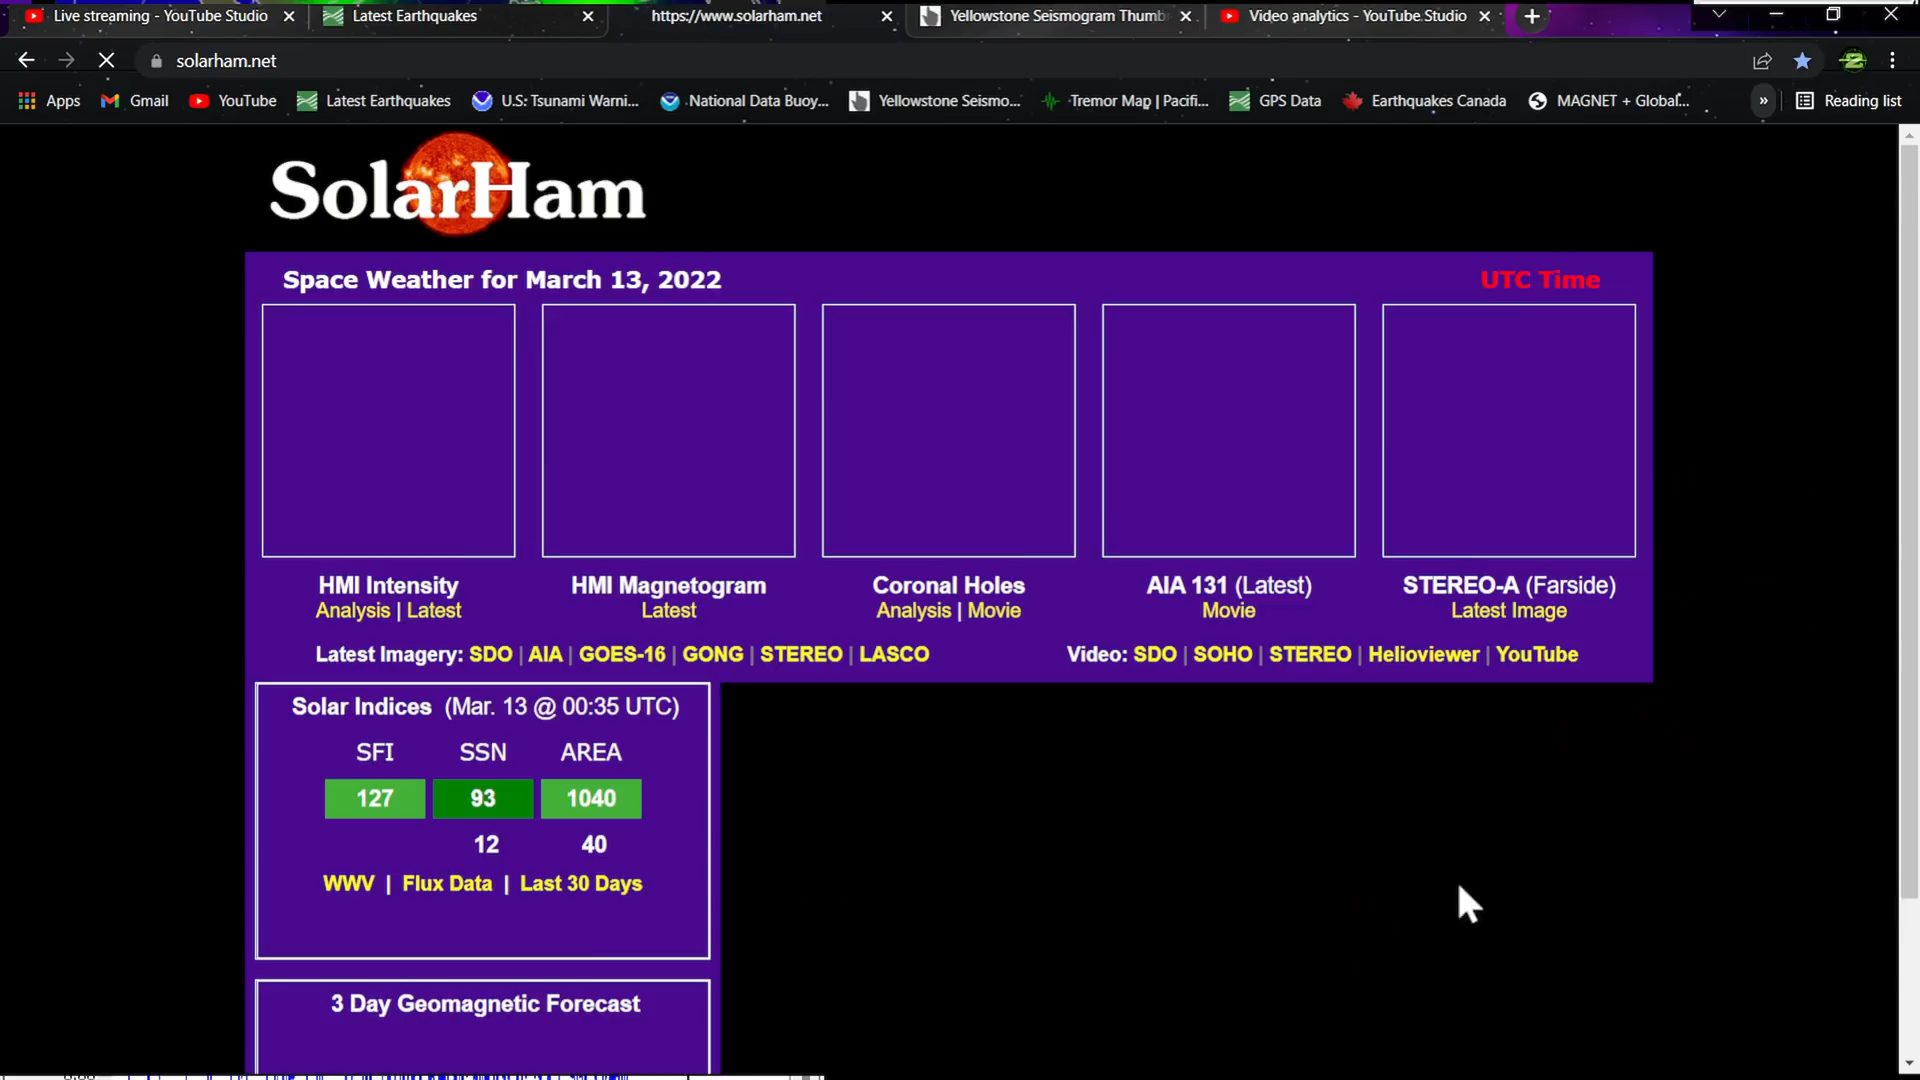 Live streaming - YouTube Studio
Latest Earthquakes
https://www.solarham.net
Yellowstone Seismogram Thumb
Video analytics - YouTube Studio
solarham.net
Apps
Gmail
YouTube
Latest Earthquakes
U.S. Tsunami Warni...
National Data Buoy...
Yellowstone Seismo...
Tremor Map | Pacifi...
GPS Data
Earthquakes Canada
MAGNET + Global...
»
Reading list
SolarHam
Space Weather for March 13, 2022
UTC Time
HMI Intensity
Analysis | Latest
HMI Magnetogram
Latest
Coronal Holes
Analysis | Movie
AIA 131 (Latest)
Movie
STEREO-A (Farside)
Latest Image
Latest Imagery: SDO | AIA | GOES-16 | GONG | STEREO | LASCO
Video: SDO | SOHO | STEREO | Helioviewer | YouTube
Solar Indices (Mar. 13 @ 00:35 UTC)
SFI SSN AREA
127 93 1040
12 40
WWV | Flux Data | Last 30 Days
3 Day Geomagnetic Forecast